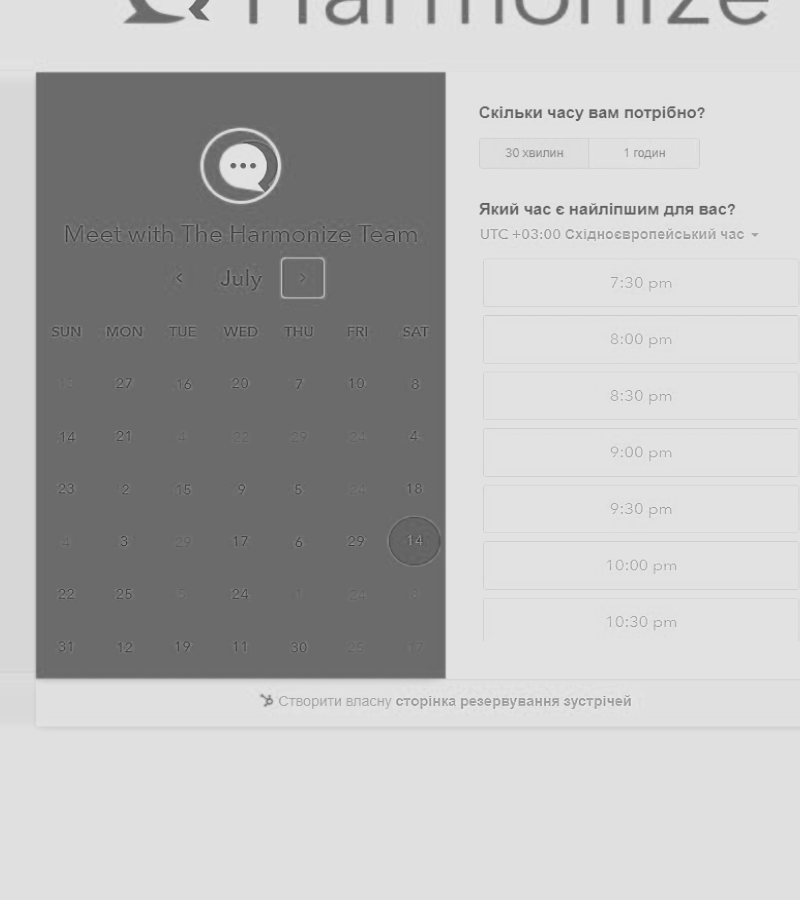 Harmonize
Meet with The Harmonize Team
July
SUN MON TUE WED THU FRI SAT
27 16 20 7 10 8
14 21 4 22 29 24 4
23 2 15 9 5 24 18
4 3 29 17 6 29 14
22 25 5 24 1 24
31 12 19 11 30 25 17
Скільки часу вам потрібно?
30 хвилин 1 годин
Який час є найліпшим для вас?
UTC +03:00 Східноєвропейський час
7:30 pm
8:00 pm
8:30 pm
9:00 pm
9:30 pm
10:00 pm
10:30 pm
Створити власну сторінка резервування зустрічей